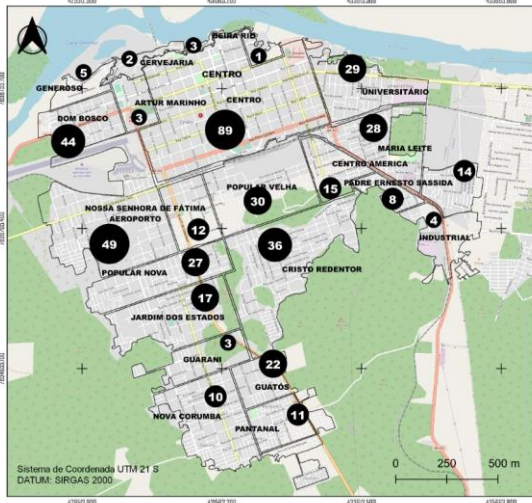 N
3
BEIRA RIO
2
CERVEJARIA
1
5
CENTRO
29
GENEROSO
ARTUR MARINHO
CENTRO
UNIVERSITÁRIO
DOM BOSCO
3
89
28
44
MARIA LEITE
CENTRO AMERICA
14
POPULAR VELHA
PADRE ERNESTO SASSIDA
15
NOSSA SENHORA DE FÁTIMA
30
8
AEROPORTO
4
12
INDUSTRIAL
49
36
27
CRISTO REDENTOR
POPULAR NOVA
17
JARDIM DOS ESTADOS
3
GUARANI
22
GUATÓS
10
NOVA CORUMBA
11
PANTANAL
Sistema de Coordenada UTM 21 S
DATUM: SIRGAS 2000
0 250 500 m